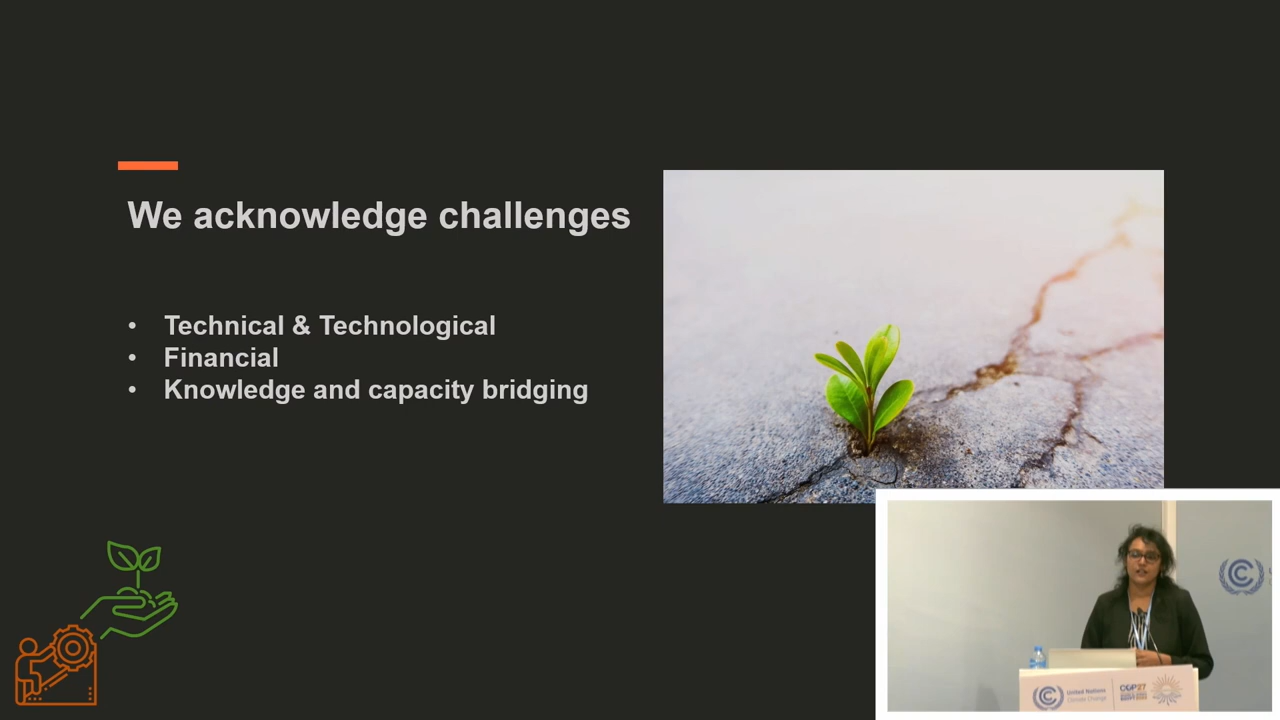 We acknowledge challenges
• Technical & Technological
• Financial
• Knowledge and capacity bridging
United Nations
Climate Change
COP27